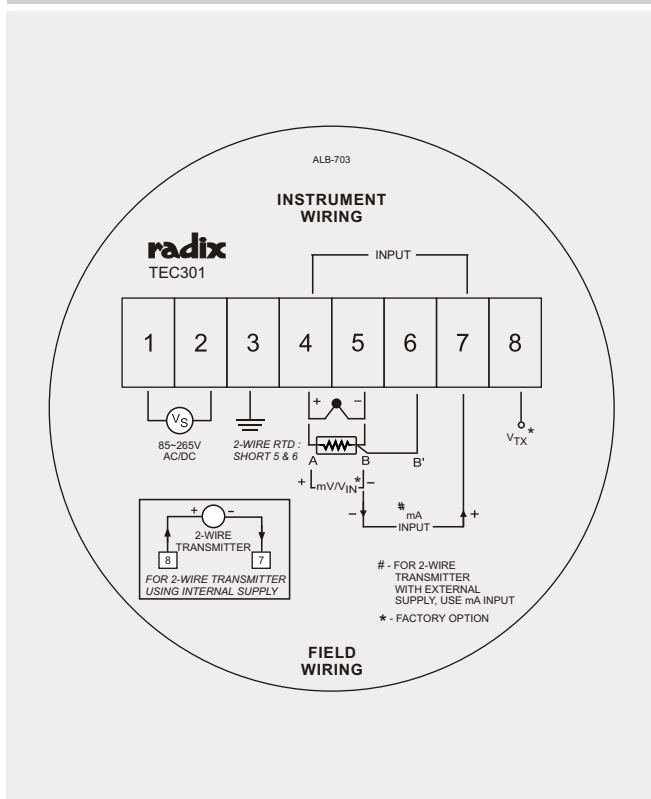 ALB-703
INSTRUMENT
WIRING
radix
TEC301
INPUT
1 2 3 4 5 6 7 8
+ −
VS
85~265V
AC/DC
2-WIRE RTD :
SHORT 5 & 6
A B B'
VTX*
+ mV/VIN* −
− # mA +
INPUT
+ −
2-WIRE
TRANSMITTER
8 7
FOR 2-WIRE TRANSMITTER
USING INTERNAL SUPPLY
# - FOR 2-WIRE
TRANSMITTER
WITH EXTERNAL
SUPPLY, USE mA INPUT
* - FACTORY OPTION
FIELD
WIRING